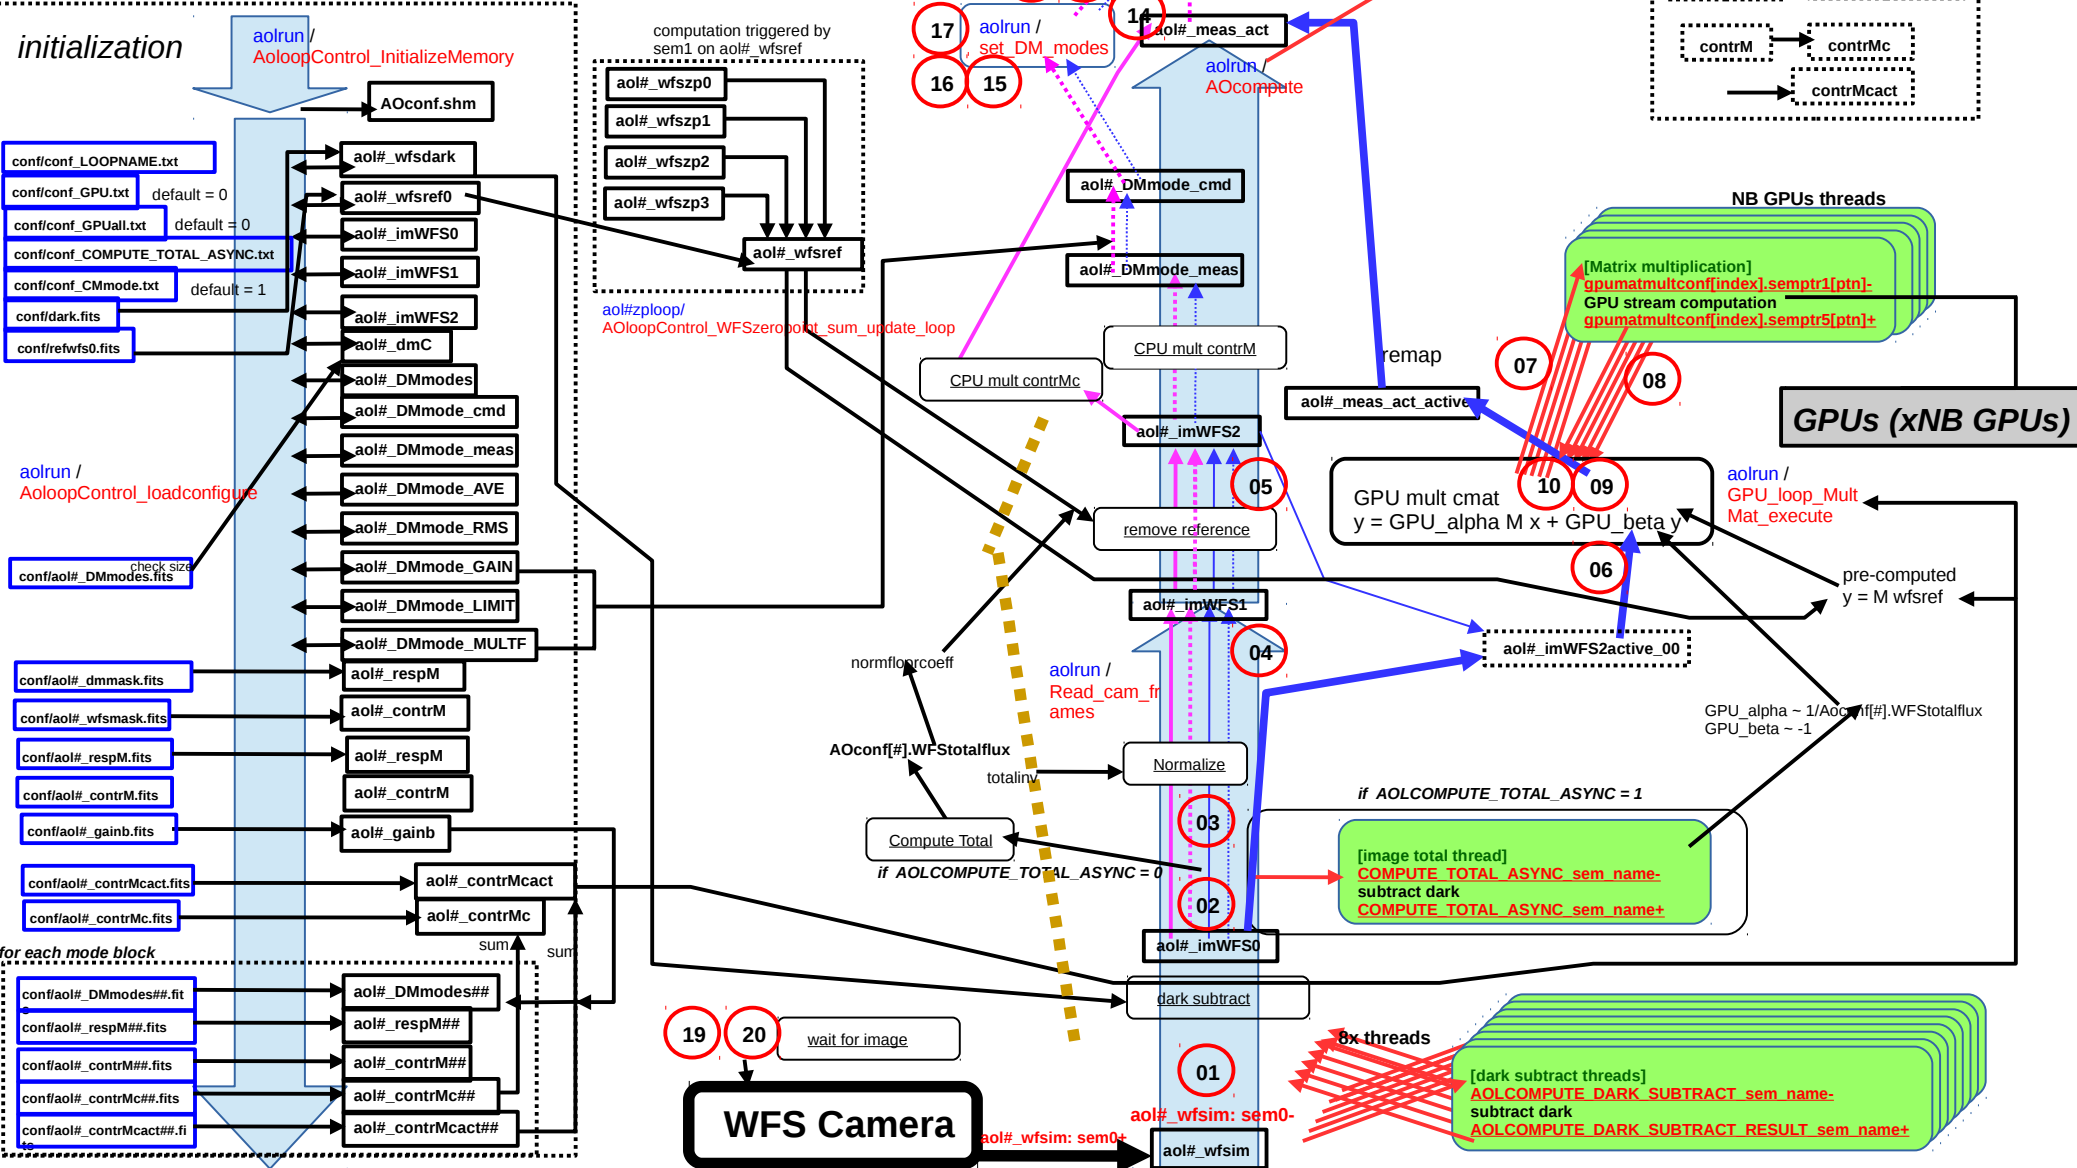 initialization
aolrun /
AoloopControl_InitializeMemory
AOconf.shm
conf/conf_LOOPNAME.txt
conf/conf_GPU.txt
default = 0
conf/conf_GPUall.txt
default = 0
conf/conf_COMPUTE_TOTAL_ASYNC.txt
conf/conf_CMmode.txt
default = 1
conf/dark.fits
conf/refwfs0.fits
aolrun /
AoloopControl_loadconfigure
check size
conf/aol#_DMmodes.fits
conf/aol#_dmmask.fits
conf/aol#_wfsmask.fits
conf/aol#_respM.fits
conf/aol#_contrM.fits
conf/aol#_gainb.fits
conf/aol#_contrMcact.fits
conf/aol#_contrMc.fits
for each mode block
conf/aol#_DMmodes##.fit
s
conf/aol#_respM##.fits
conf/aol#_contrM##.fits
conf/aol#_contrMc##.fits
conf/aol#_contrMcact##.fi
ts
aol#_wfsdark
aol#_wfsref0
aol#_imWFS0
aol#_imWFS1
aol#_imWFS2
aol#_dmC
aol#_DMmodes
aol#_DMmode_cmd
aol#_DMmode_meas
aol#_DMmode_AVE
aol#_DMmode_RMS
aol#_DMmode_GAIN
aol#_DMmode_LIMIT
aol#_DMmode_MULTF
aol#_respM
aol#_contrM
aol#_respM
aol#_contrM
aol#_gainb
aol#_contrMcact
aol#_contrMc
sum
sum
aol#_DMmodes##
aol#_respM##
aol#_contrM##
aol#_contrMc##
aol#_contrMcact##
computation triggered by
sem1 on aol#_wfsref
aol#_wfszp0
aol#_wfszp1
aol#_wfszp2
aol#_wfszp3
aol#_wfsref
aol#zploop/
AOloopControl_WFSzeropoint_sum_update_loop
17
aolrun /
set_DM_modes
16
15
14
aol#_meas_act
aolrun /
AOcompute
aol#_DMmode_cmd
aol#_DMmode_meas
CPU mult contrM
CPU mult contrMc
aol#_imWFS2
05
remove reference
aol#_imWFS1
04
normfloorcoeff
aolrun /
Read_cam_fr
ames
AOconf[#].WFStotalflux
totalinv
Normalize
03
Compute Total
if AOLCOMPUTE_TOTAL_ASYNC = 0
02
aol#_imWFS0
dark subtract
19
20
wait for image
01
WFS Camera
aol#_wfsim: sem0+
aol#_wfsim: sem0-
aol#_wfsim
contrM
contrMc
contrMcact
NB GPUs threads
[Matrix multiplication]
gpumatmultconf[index].semptr1[ptn]-
GPU stream computation
gpumatmultconf[index].semptr5[ptn]+
remap
07
08
aol#_meas_act_active
GPUs (xNB GPUs)
10
09
GPU mult cmat
y = GPU_alpha M x + GPU_beta y
aolrun /
GPU_loop_Mult
Mat_execute
06
pre-computed
y = M wfsref
aol#_imWFS2active_00
GPU_alpha ~ 1/Aoconf[#].WFStotalflux
GPU_beta ~ -1
if AOLCOMPUTE_TOTAL_ASYNC = 1
[image total thread]
COMPUTE_TOTAL_ASYNC_sem_name-
subtract dark
COMPUTE_TOTAL_ASYNC_sem_name+
8x threads
[dark subtract threads]
AOLCOMPUTE_DARK_SUBTRACT_sem_name-
subtract dark
AOLCOMPUTE_DARK_SUBTRACT_RESULT_sem_name+